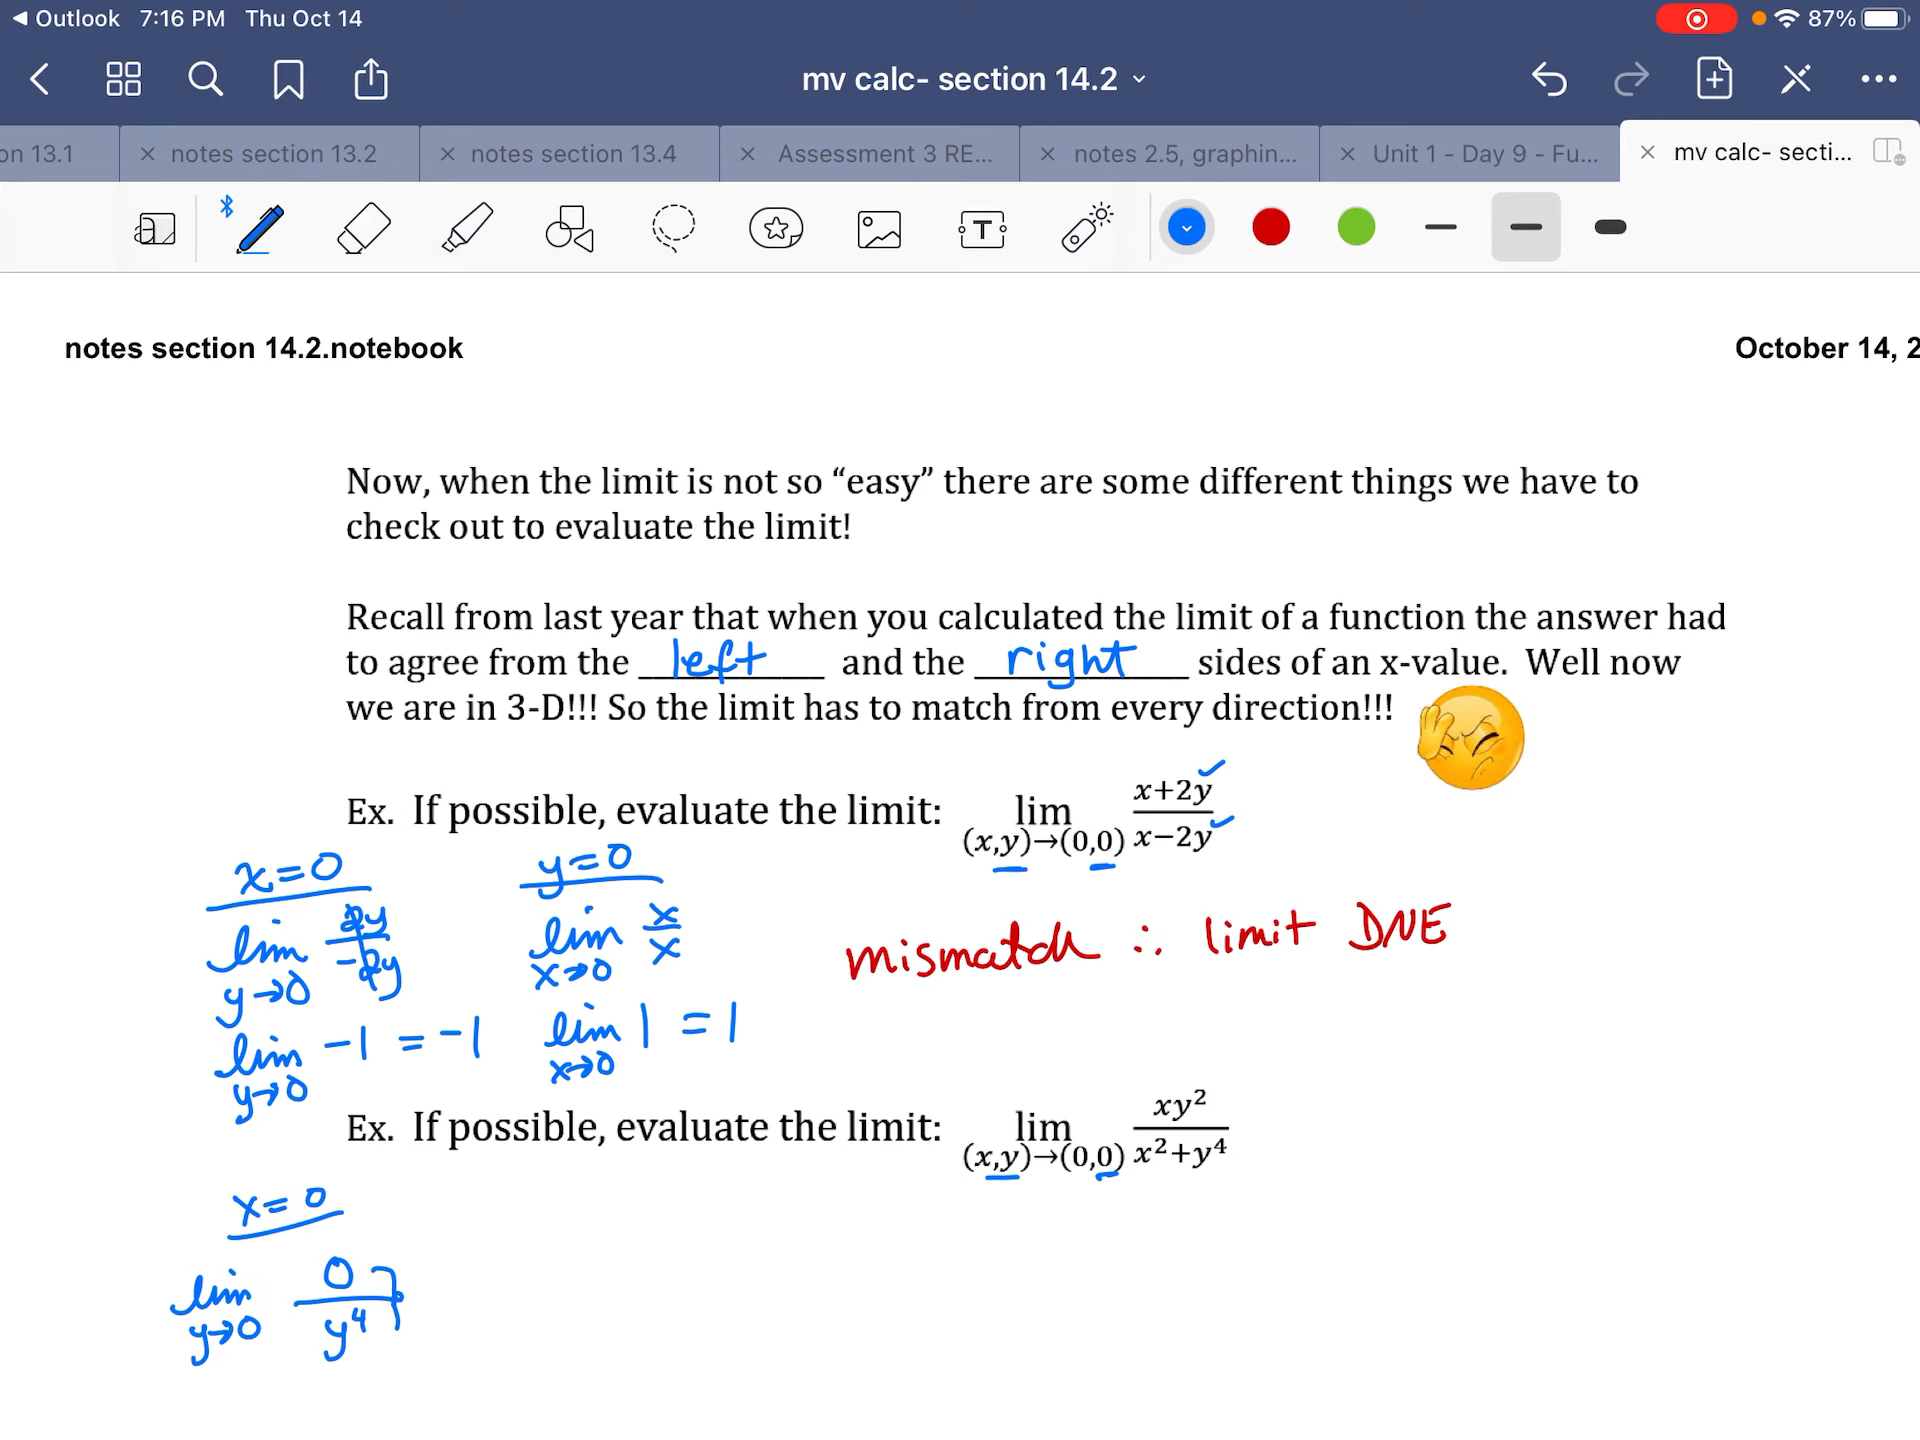 Outlook 7:16 PM Thu Oct 14 87%
mv calc- section 14.2
on 13.1 notes section 13.2 notes section 13.4 Assessment 3 RE... notes 2.5, graphin... Unit 1 - Day 9 - Fu... mv calc- secti...
notes section 14.2.notebook October 14, 2
Now, when the limit is not so “easy” there are some different things we have to
check out to evaluate the limit!
Recall from last year that when you calculated the limit of a function the answer had
to agree from the left and the right sides of an x-value. Well now
we are in 3-D!!! So the limit has to match from every direction!!!
Ex. If possible, evaluate the limit: lim (x,y)→(0,0) x+2y / x−2y
x=0 y=0
lim y→0 2y / -2y lim x→0 x / x
mismatch ∴ limit DNE
lim y→0 -1 = -1 lim x→0 1 = 1
Ex. If possible, evaluate the limit: lim (x,y)→(0,0) xy² / x²+y⁴
x=0
lim y→0 0 / y⁴